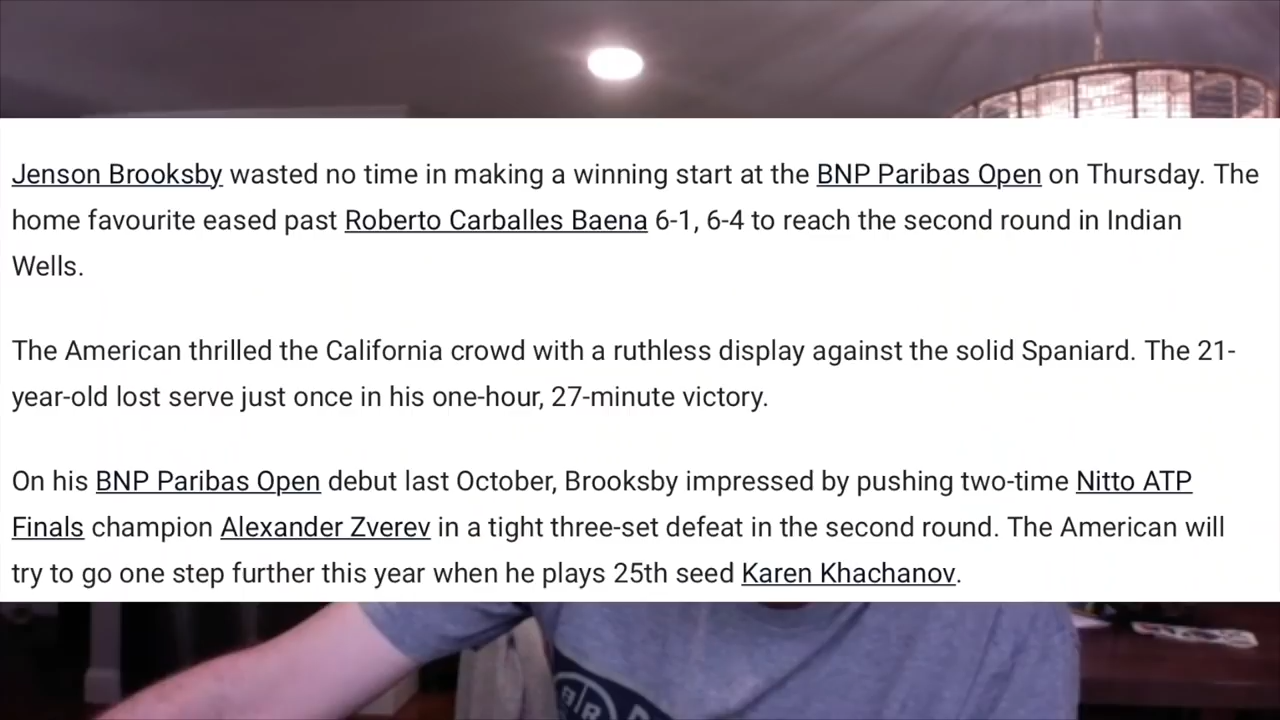 Jenson Brooksby wasted no time in making a winning start at the BNP Paribas Open on Thursday. The
home favourite eased past Roberto Carballes Baena 6-1, 6-4 to reach the second round in Indian
Wells.
The American thrilled the California crowd with a ruthless display against the solid Spaniard. The 21-
year-old lost serve just once in his one-hour, 27-minute victory.
On his BNP Paribas Open debut last October, Brooksby impressed by pushing two-time Nitto ATP
Finals champion Alexander Zverev in a tight three-set defeat in the second round. The American will
try to go one step further this year when he plays 25th seed Karen Khachanov.